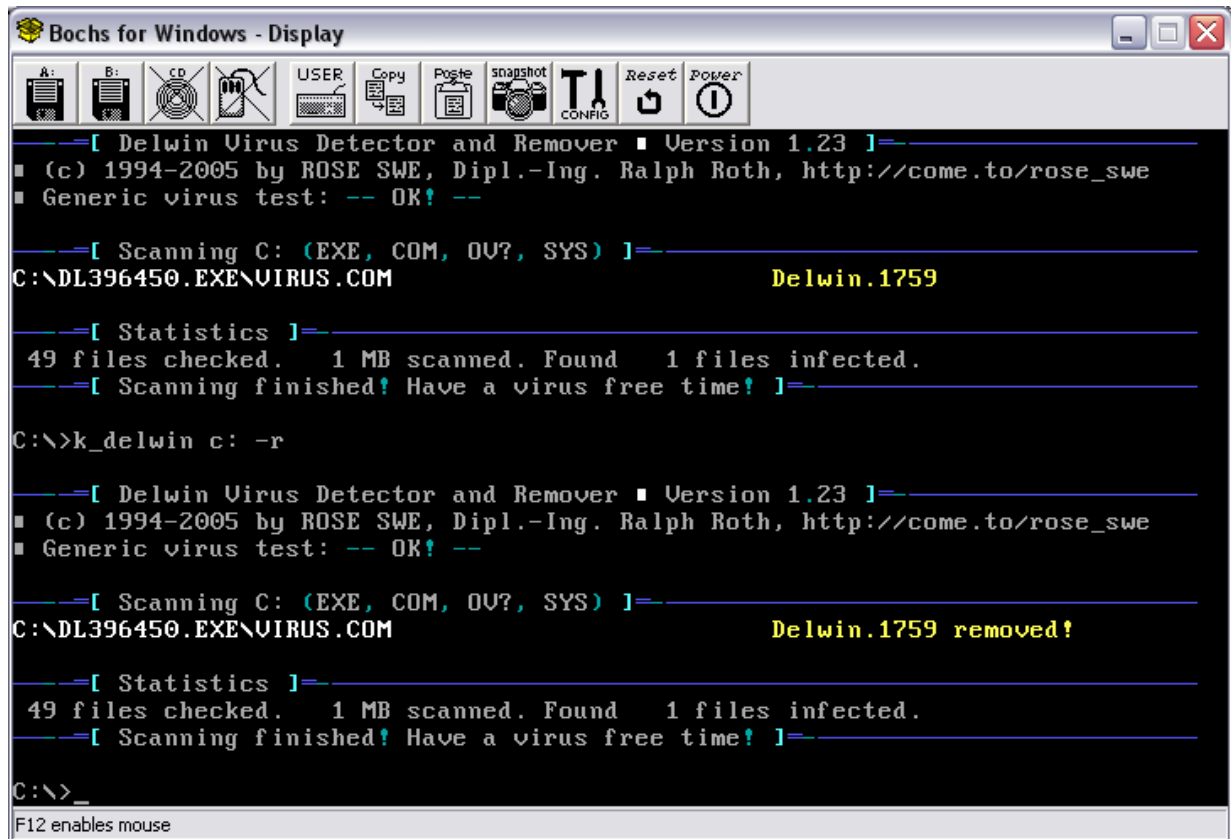 Bochs for Windows - Display
A: B: CD USER Copy Poste snapshot CONFIG Reset Power
[ Delwin Virus Detector and Remover ∎ Version 1.23 ]
∎ (c) 1994-2005 by ROSE SWE, Dipl.-Ing. Ralph Roth, http://come.to/rose_swe
∎ Generic virus test: -- OK! --
[ Scanning C: (EXE, COM, OV?, SYS) ]
C:\DL396450.EXE\VIRUS.COM Delwin.1759
[ Statistics ]
49 files checked. 1 MB scanned. Found 1 files infected.
[ Scanning finished! Have a virus free time! ]
C:\>k_delwin c: -r
[ Delwin Virus Detector and Remover ∎ Version 1.23 ]
∎ (c) 1994-2005 by ROSE SWE, Dipl.-Ing. Ralph Roth, http://come.to/rose_swe
∎ Generic virus test: -- OK! --
[ Scanning C: (EXE, COM, OV?, SYS) ]
C:\DL396450.EXE\VIRUS.COM Delwin.1759 removed!
[ Statistics ]
49 files checked. 1 MB scanned. Found 1 files infected.
[ Scanning finished! Have a virus free time! ]
C:\>_
F12 enables mouse